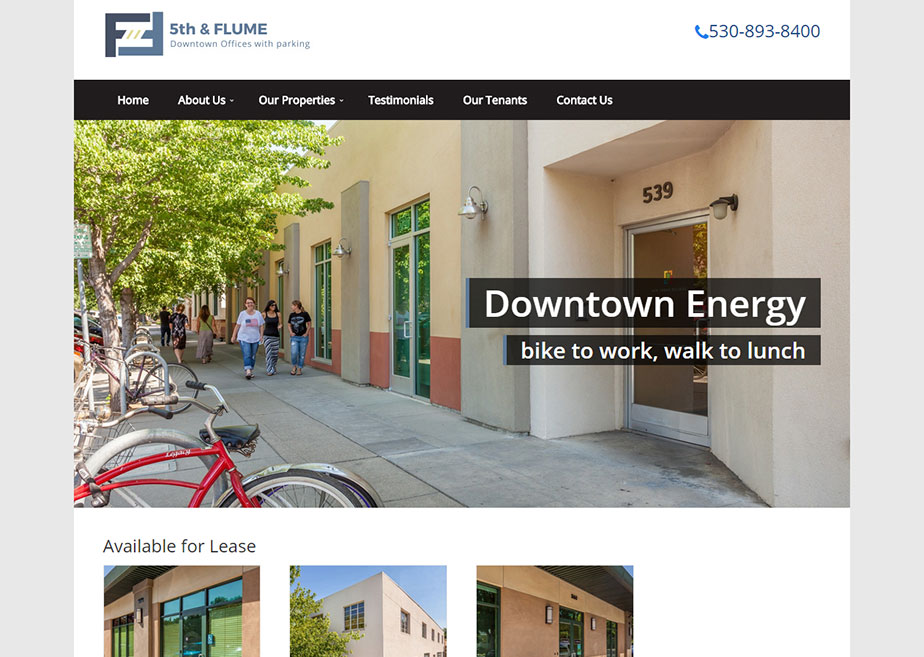 5th & FLUME
Downtown Offices with parking
530-893-8400
Home About Us Our Properties Testimonials Our Tenants Contact Us
539
Downtown Energy
bike to work, walk to lunch
Legacy
Available for Lease